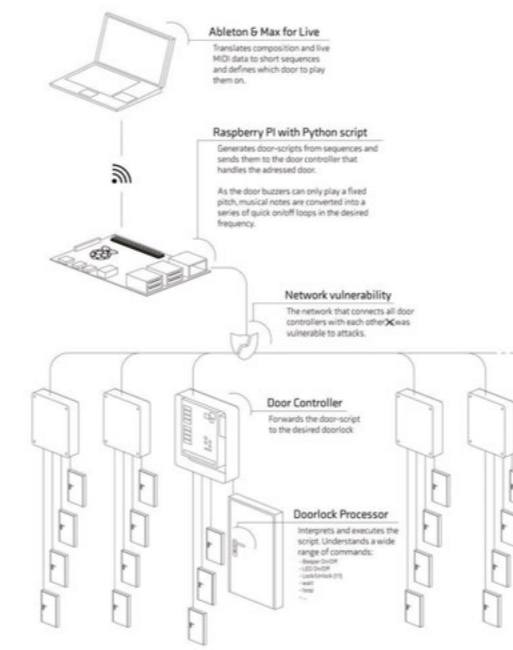 Ableton & Max for Live
Translates composition and live
MIDI data to short sequences
and defines which door to play
them on.
Raspberry PI with Python script
Generates door-scripts from sequences and
sends them to the door controller that
handles the adressed door.
As the door buzzers can only play a fixed
pitch, musical notes are converted into a
series of quick on/off loops in the desired
frequency.
Network vulnerability
The network that connects all door
controllers with each other was
vulnerable to attacks.
Door Controller
Forwards the door-script
to the desired doorlock
Doorlock Processor
Interprets and executes the
script. Understands a wide
range of commands:
- Beeper On/Off
- LED On/Off
- Lock/Unlock (!!)
- wait
- loop
- ...